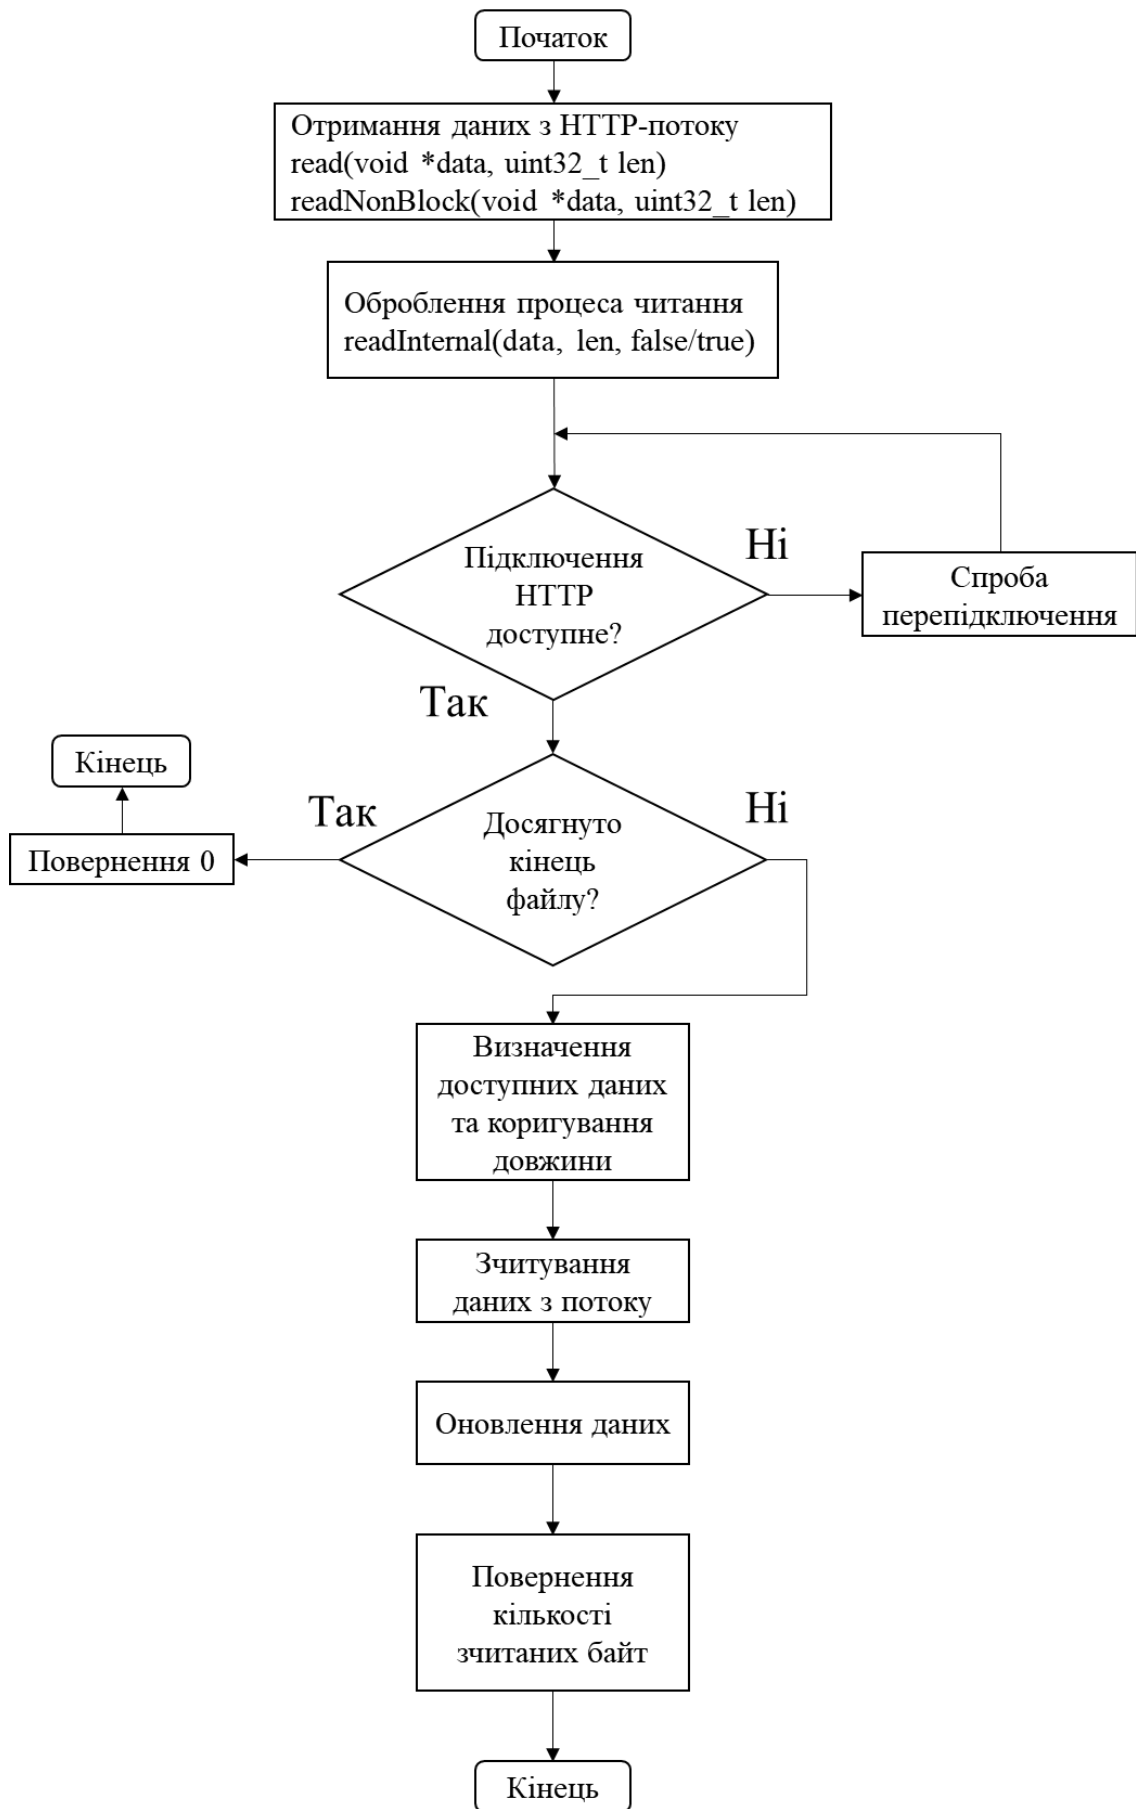 Початок
Отримання даних з HTTP-потоку
read(void *data, uint32_t len)
readNonBlock(void *data, uint32_t len)
Оброблення процеса читання
readInternal(data, len, false/true)
Підключення
HTTP
доступне?
Ні
Спроба
перепідключення
Так
Кінець
Так
Повернення 0
Досягнуто
кінець
файлу?
Ні
Визначення
доступних даних
та коригування
довжини
Зчитування
даних з потоку
Оновлення даних
Повернення
кількості
зчитаних байт
Кінець